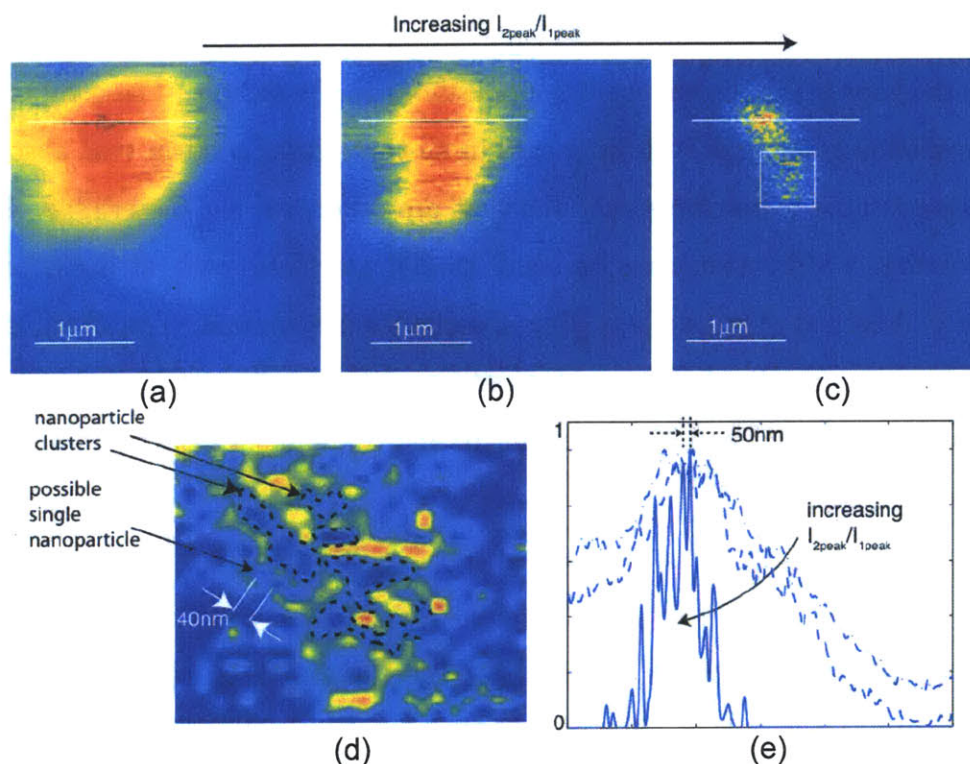 Increasing I2peak/I1peak
1μm
1μm
1μm
(a)
(b)
(c)
nanoparticle
clusters
possible
single
nanoparticle
40nm
(d)
1
50nm
increasing
I2peak/I1peak
0
(e)